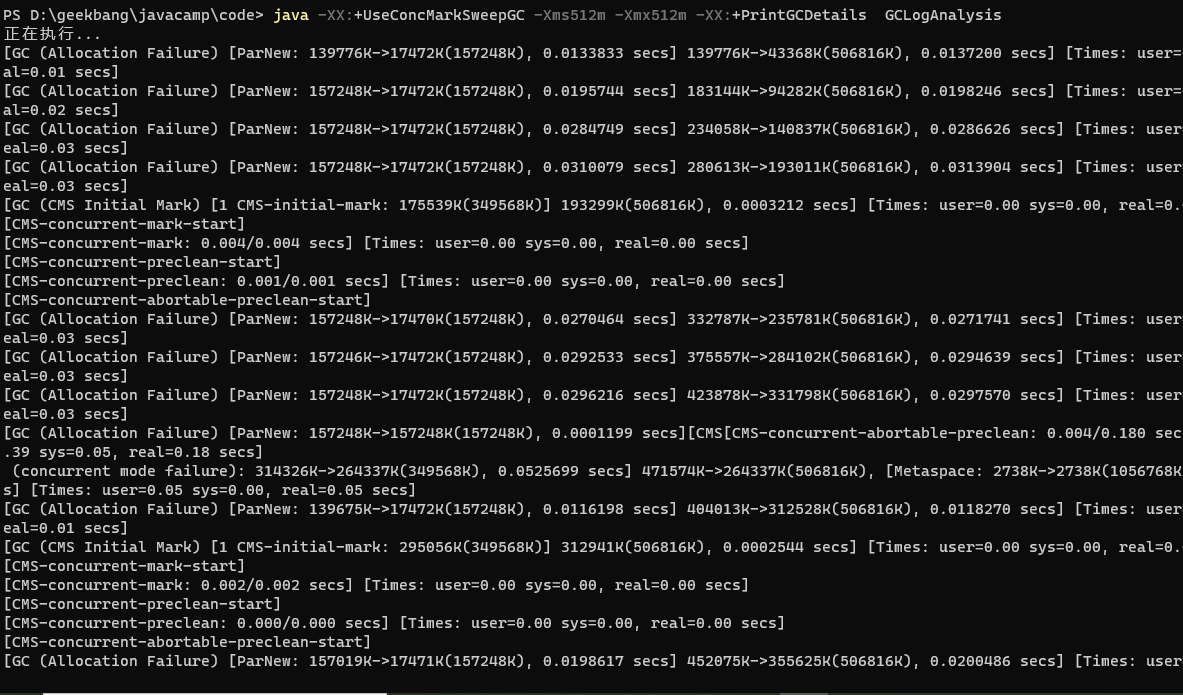 PS D:\geekbang\javacamp\code> java -XX:+UseConcMarkSweepGC -Xms512m -Xmx512m -XX:+PrintGCDetails  GCLogAnalysis
正在执行...
[GC (Allocation Failure) [ParNew: 139776K->17472K(157248K), 0.0133833 secs] 139776K->43368K(506816K), 0.0137200 secs] [Times: user=
al=0.01 secs]
[GC (Allocation Failure) [ParNew: 157248K->17472K(157248K), 0.0195744 secs] 183144K->94282K(506816K), 0.0198246 secs] [Times: user=
al=0.02 secs]
[GC (Allocation Failure) [ParNew: 157248K->17472K(157248K), 0.0284749 secs] 234058K->140837K(506816K), 0.0286626 secs] [Times: user
eal=0.03 secs]
[GC (Allocation Failure) [ParNew: 157248K->17472K(157248K), 0.0310079 secs] 280613K->193011K(506816K), 0.0313904 secs] [Times: user
eal=0.03 secs]
[GC (CMS Initial Mark) [1 CMS-initial-mark: 175539K(349568K)] 193299K(506816K), 0.0003212 secs] [Times: user=0.00 sys=0.00, real=0.
[CMS-concurrent-mark-start]
[CMS-concurrent-mark: 0.004/0.004 secs] [Times: user=0.00 sys=0.00, real=0.00 secs]
[CMS-concurrent-preclean-start]
[CMS-concurrent-preclean: 0.001/0.001 secs] [Times: user=0.00 sys=0.00, real=0.00 secs]
[CMS-concurrent-abortable-preclean-start]
[GC (Allocation Failure) [ParNew: 157248K->17470K(157248K), 0.0270464 secs] 332787K->235781K(506816K), 0.0271741 secs] [Times: user
eal=0.03 secs]
[GC (Allocation Failure) [ParNew: 157246K->17472K(157248K), 0.0292533 secs] 375557K->284102K(506816K), 0.0294639 secs] [Times: user
eal=0.03 secs]
[GC (Allocation Failure) [ParNew: 157248K->17472K(157248K), 0.0296216 secs] 423878K->331798K(506816K), 0.0297570 secs] [Times: user
eal=0.03 secs]
[GC (Allocation Failure) [ParNew: 157248K->157248K(157248K), 0.0001199 secs][CMS[CMS-concurrent-abortable-preclean: 0.004/0.180 sec
.39 sys=0.05, real=0.18 secs]
 (concurrent mode failure): 314326K->264337K(349568K), 0.0525699 secs] 471574K->264337K(506816K), [Metaspace: 2738K->2738K(1056768K
s] [Times: user=0.05 sys=0.00, real=0.05 secs]
[GC (Allocation Failure) [ParNew: 139675K->17472K(157248K), 0.0116198 secs] 404013K->312528K(506816K), 0.0118270 secs] [Times: user
eal=0.01 secs]
[GC (CMS Initial Mark) [1 CMS-initial-mark: 295056K(349568K)] 312941K(506816K), 0.0002544 secs] [Times: user=0.00 sys=0.00, real=0.
[CMS-concurrent-mark-start]
[CMS-concurrent-mark: 0.002/0.002 secs] [Times: user=0.00 sys=0.00, real=0.00 secs]
[CMS-concurrent-preclean-start]
[CMS-concurrent-preclean: 0.000/0.000 secs] [Times: user=0.00 sys=0.00, real=0.00 secs]
[CMS-concurrent-abortable-preclean-start]
[GC (Allocation Failure) [ParNew: 157019K->17471K(157248K), 0.0198617 secs] 452075K->355625K(506816K), 0.0200486 secs] [Times: user